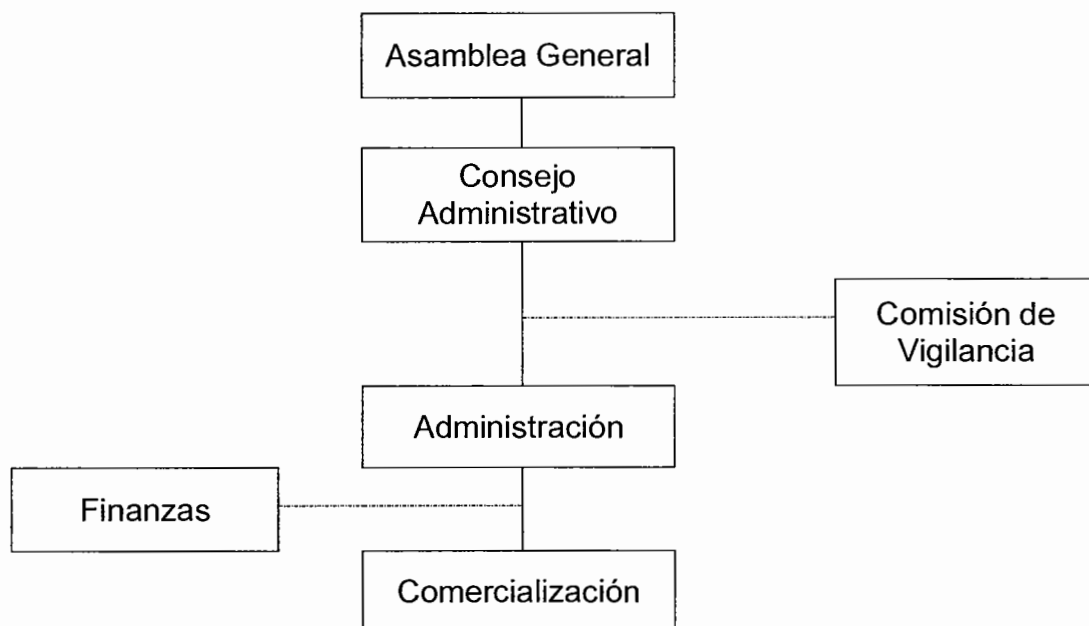 Asamblea General
Consejo
Administrativo
Comisión de
Vigilancia
Administración
Finanzas
Comercialización